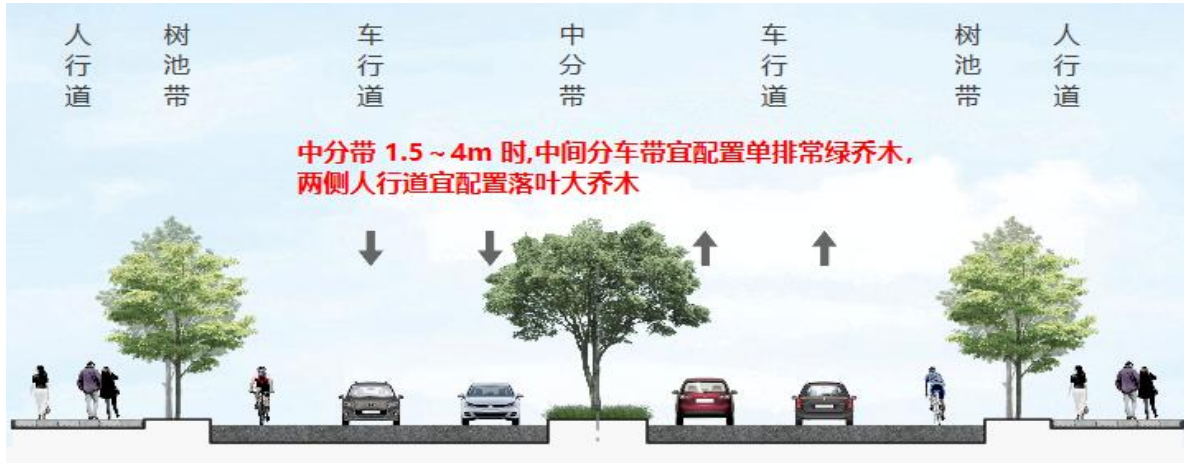 人行道
树池带
车行道
中分带
车行道
树池带
人行道
中分带 1.5~4m 时,中间分车带宜配置单排常绿乔木,
两侧人行道宜配置落叶大乔木